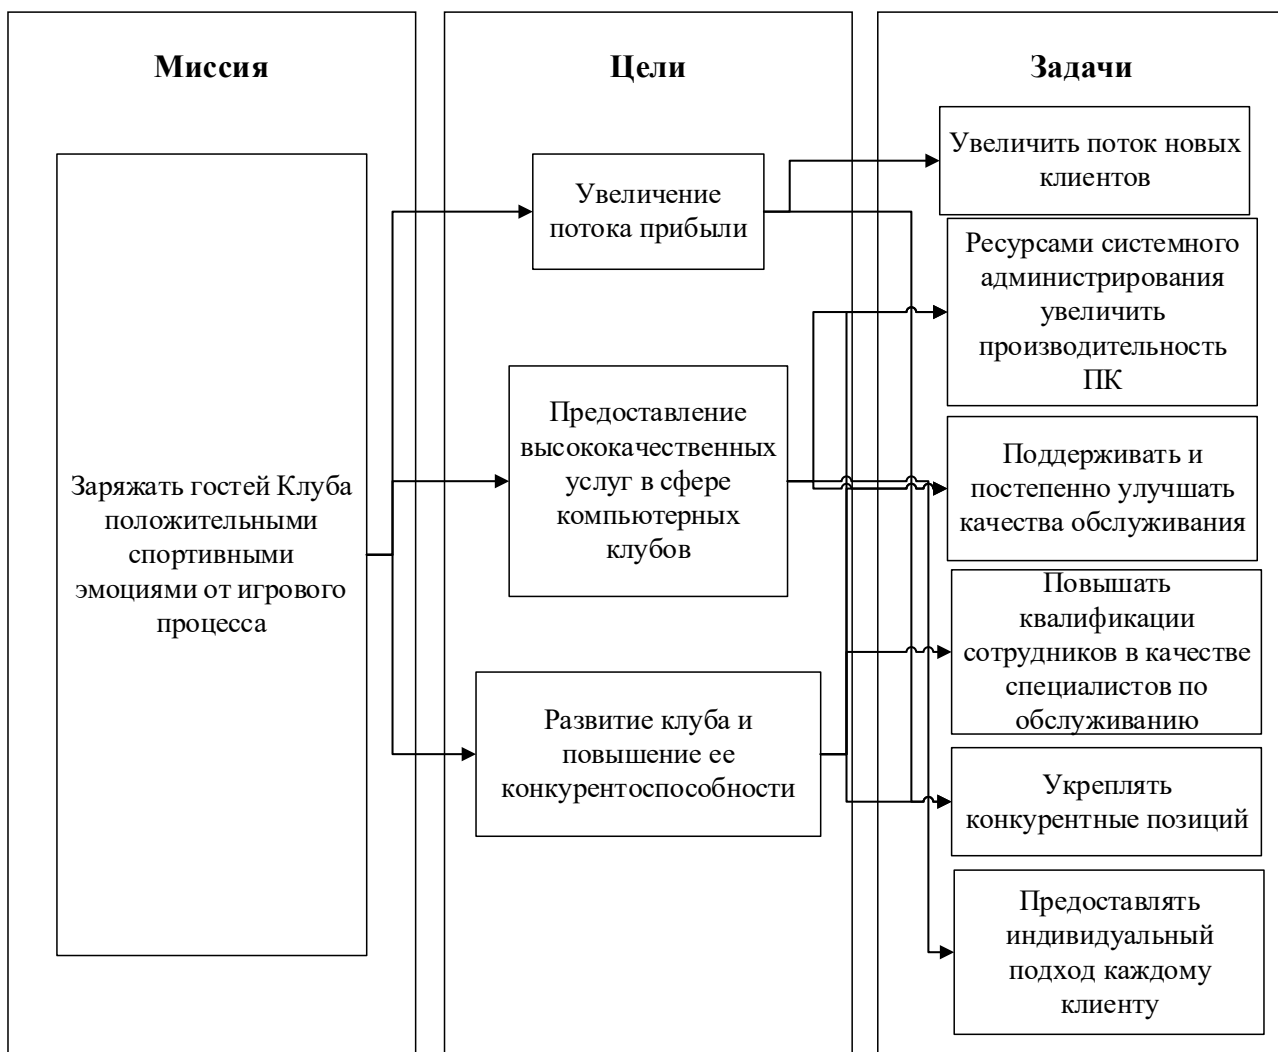 Миссия
Заряжать гостей Клуба
положительными
спортивными
эмоциями от игрового
процесса
Цели
Увеличение
потока прибыли
Предоставление
высококачественных
услуг в сфере
компьютерных
клубов
Развитие клуба и
повышение ее
конкурентоспособности
Задачи
Увеличить поток новых
клиентов
Ресурсами системного
администрирования
увеличить
производительность
ПК
Поддерживать и
постепенно улучшать
качества обслуживания
Повышать
квалификации
сотрудников в качестве
специалистов по
обслуживанию
Укреплять
конкурентные позиций
Предоставлять
индивидуальный
подход каждому
клиенту